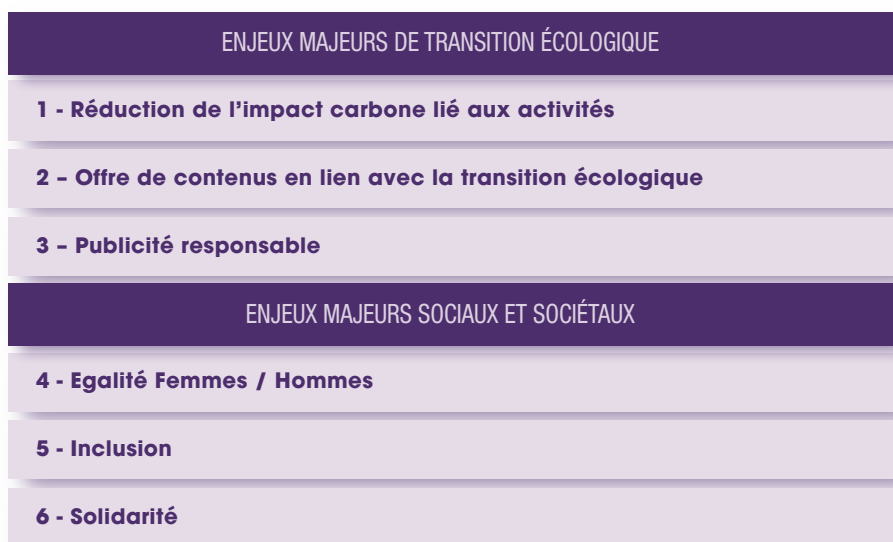 ENJEUX MAJEURS DE TRANSITION ÉCOLOGIQUE
1 - Réduction de l’impact carbone lié aux activités
2 – Offre de contenus en lien avec la transition écologique
3 – Publicité responsable
ENJEUX MAJEURS SOCIAUX ET SOCIÉTAUX
4 - Egalité Femmes / Hommes
5 - Inclusion
6 - Solidarité